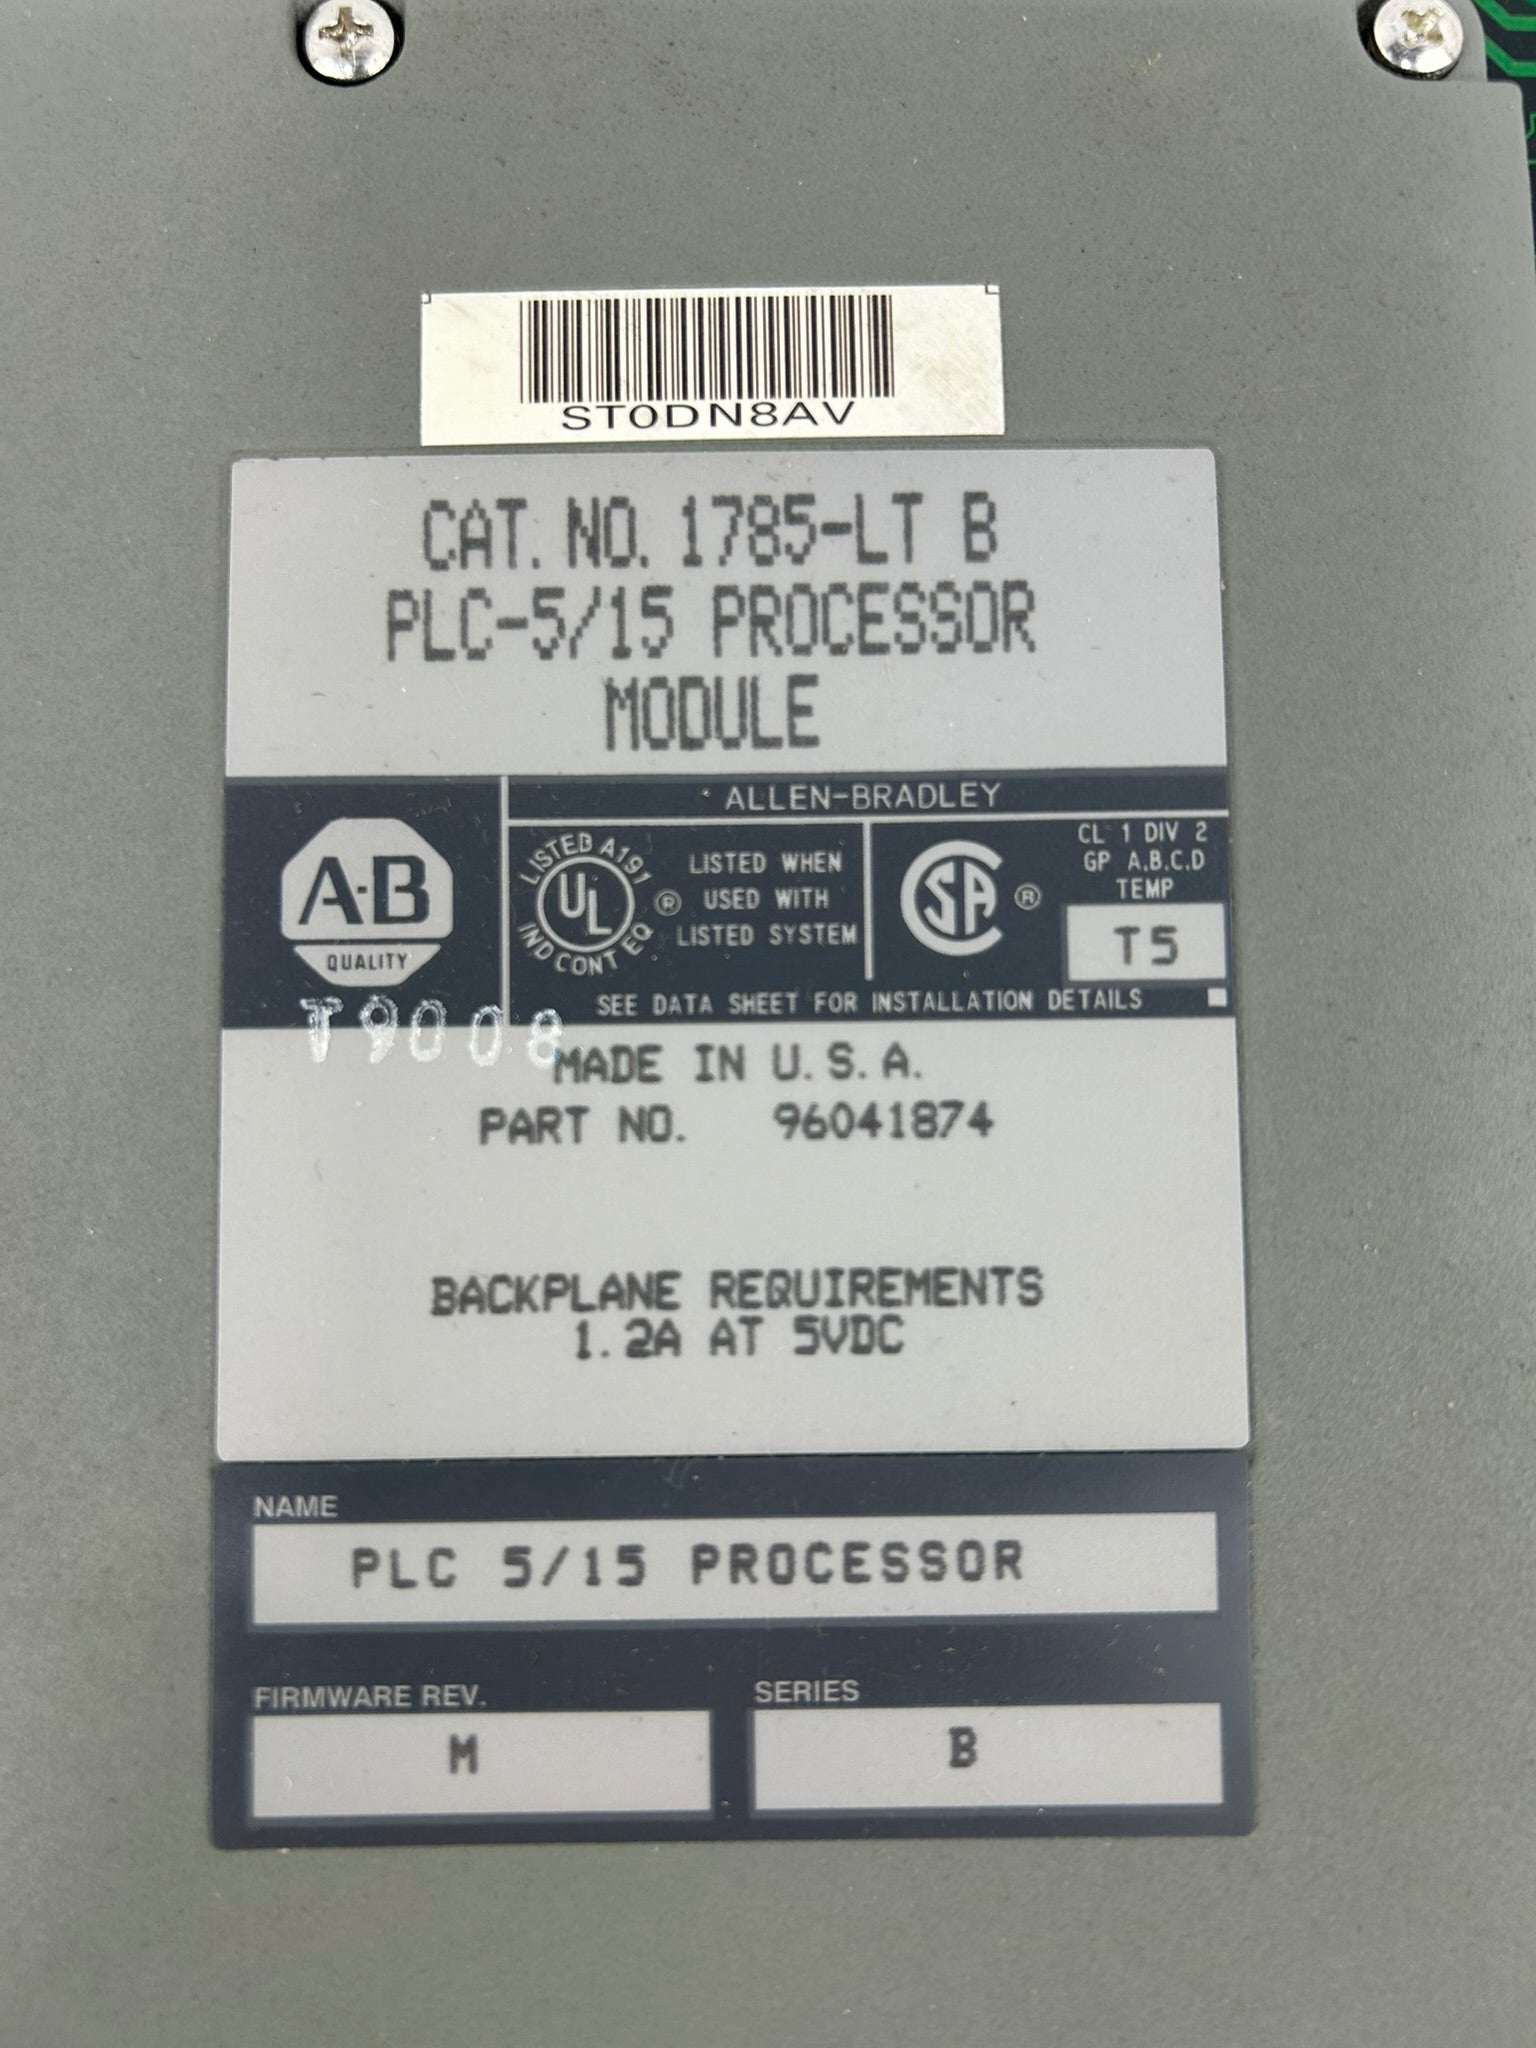 ST0DN8AV
CAT. NO. 1785-LT B
PLC-5/15 PROCESSOR
MODULE
ALLEN-BRADLEY
A-B
QUALITY
LISTED A191
UL
IND CONT EQ
®
LISTED WHEN
USED WITH
LISTED SYSTEM
CSA
®
CL 1 DIV 2
GP A,B,C,D
TEMP
T5
SEE DATA SHEET FOR INSTALLATION DETAILS
T9008
MADE IN U.S.A.
PART NO. 96041874
BACKPLANE REQUIREMENTS
1.2A AT 5VDC
NAME
PLC 5/15 PROCESSOR
FIRMWARE REV.
M
SERIES
B